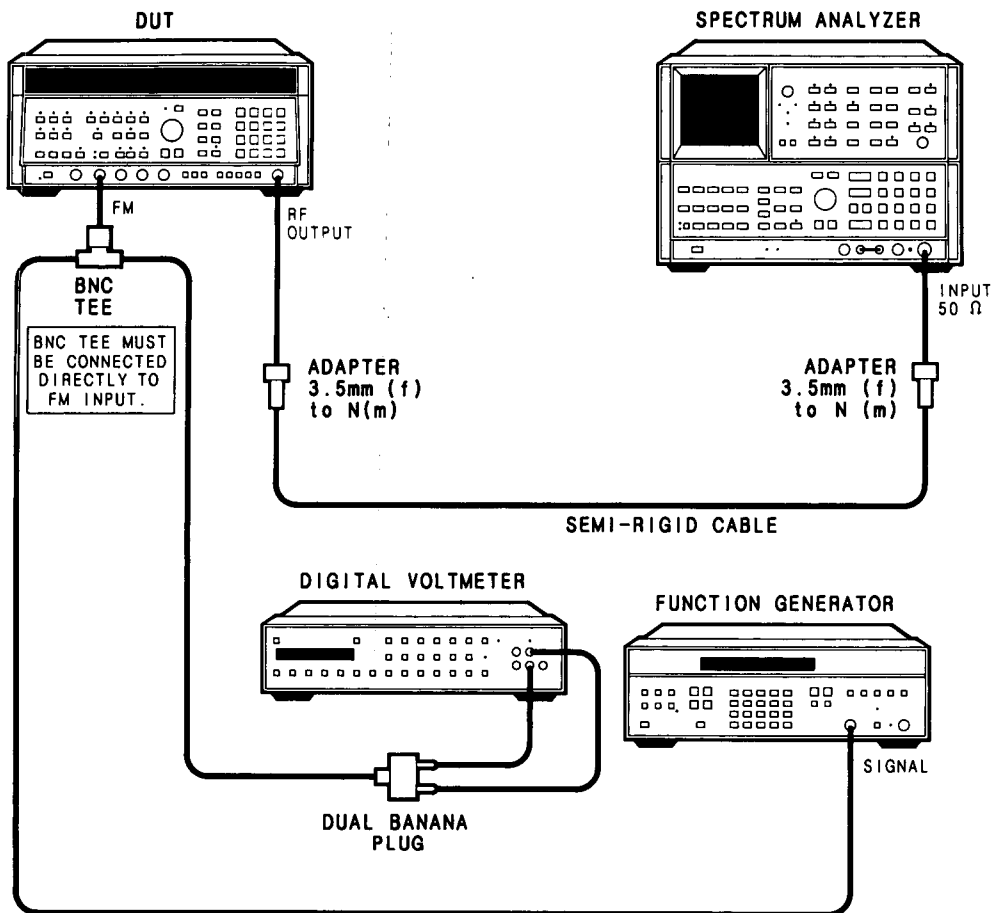 DUT
SPECTRUM ANALYZER
FM
RF
OUTPUT
BNC
TEE
BNC TEE MUST
BE CONNECTED
DIRECTLY TO
FM INPUT.
INPUT
50 Ω
ADAPTER
3.5mm (f)
to N(m)
ADAPTER
3.5mm (f)
to N (m)
SEMI-RIGID CABLE
DIGITAL VOLTMETER
FUNCTION GENERATOR
SIGNAL
DUAL BANANA
PLUG